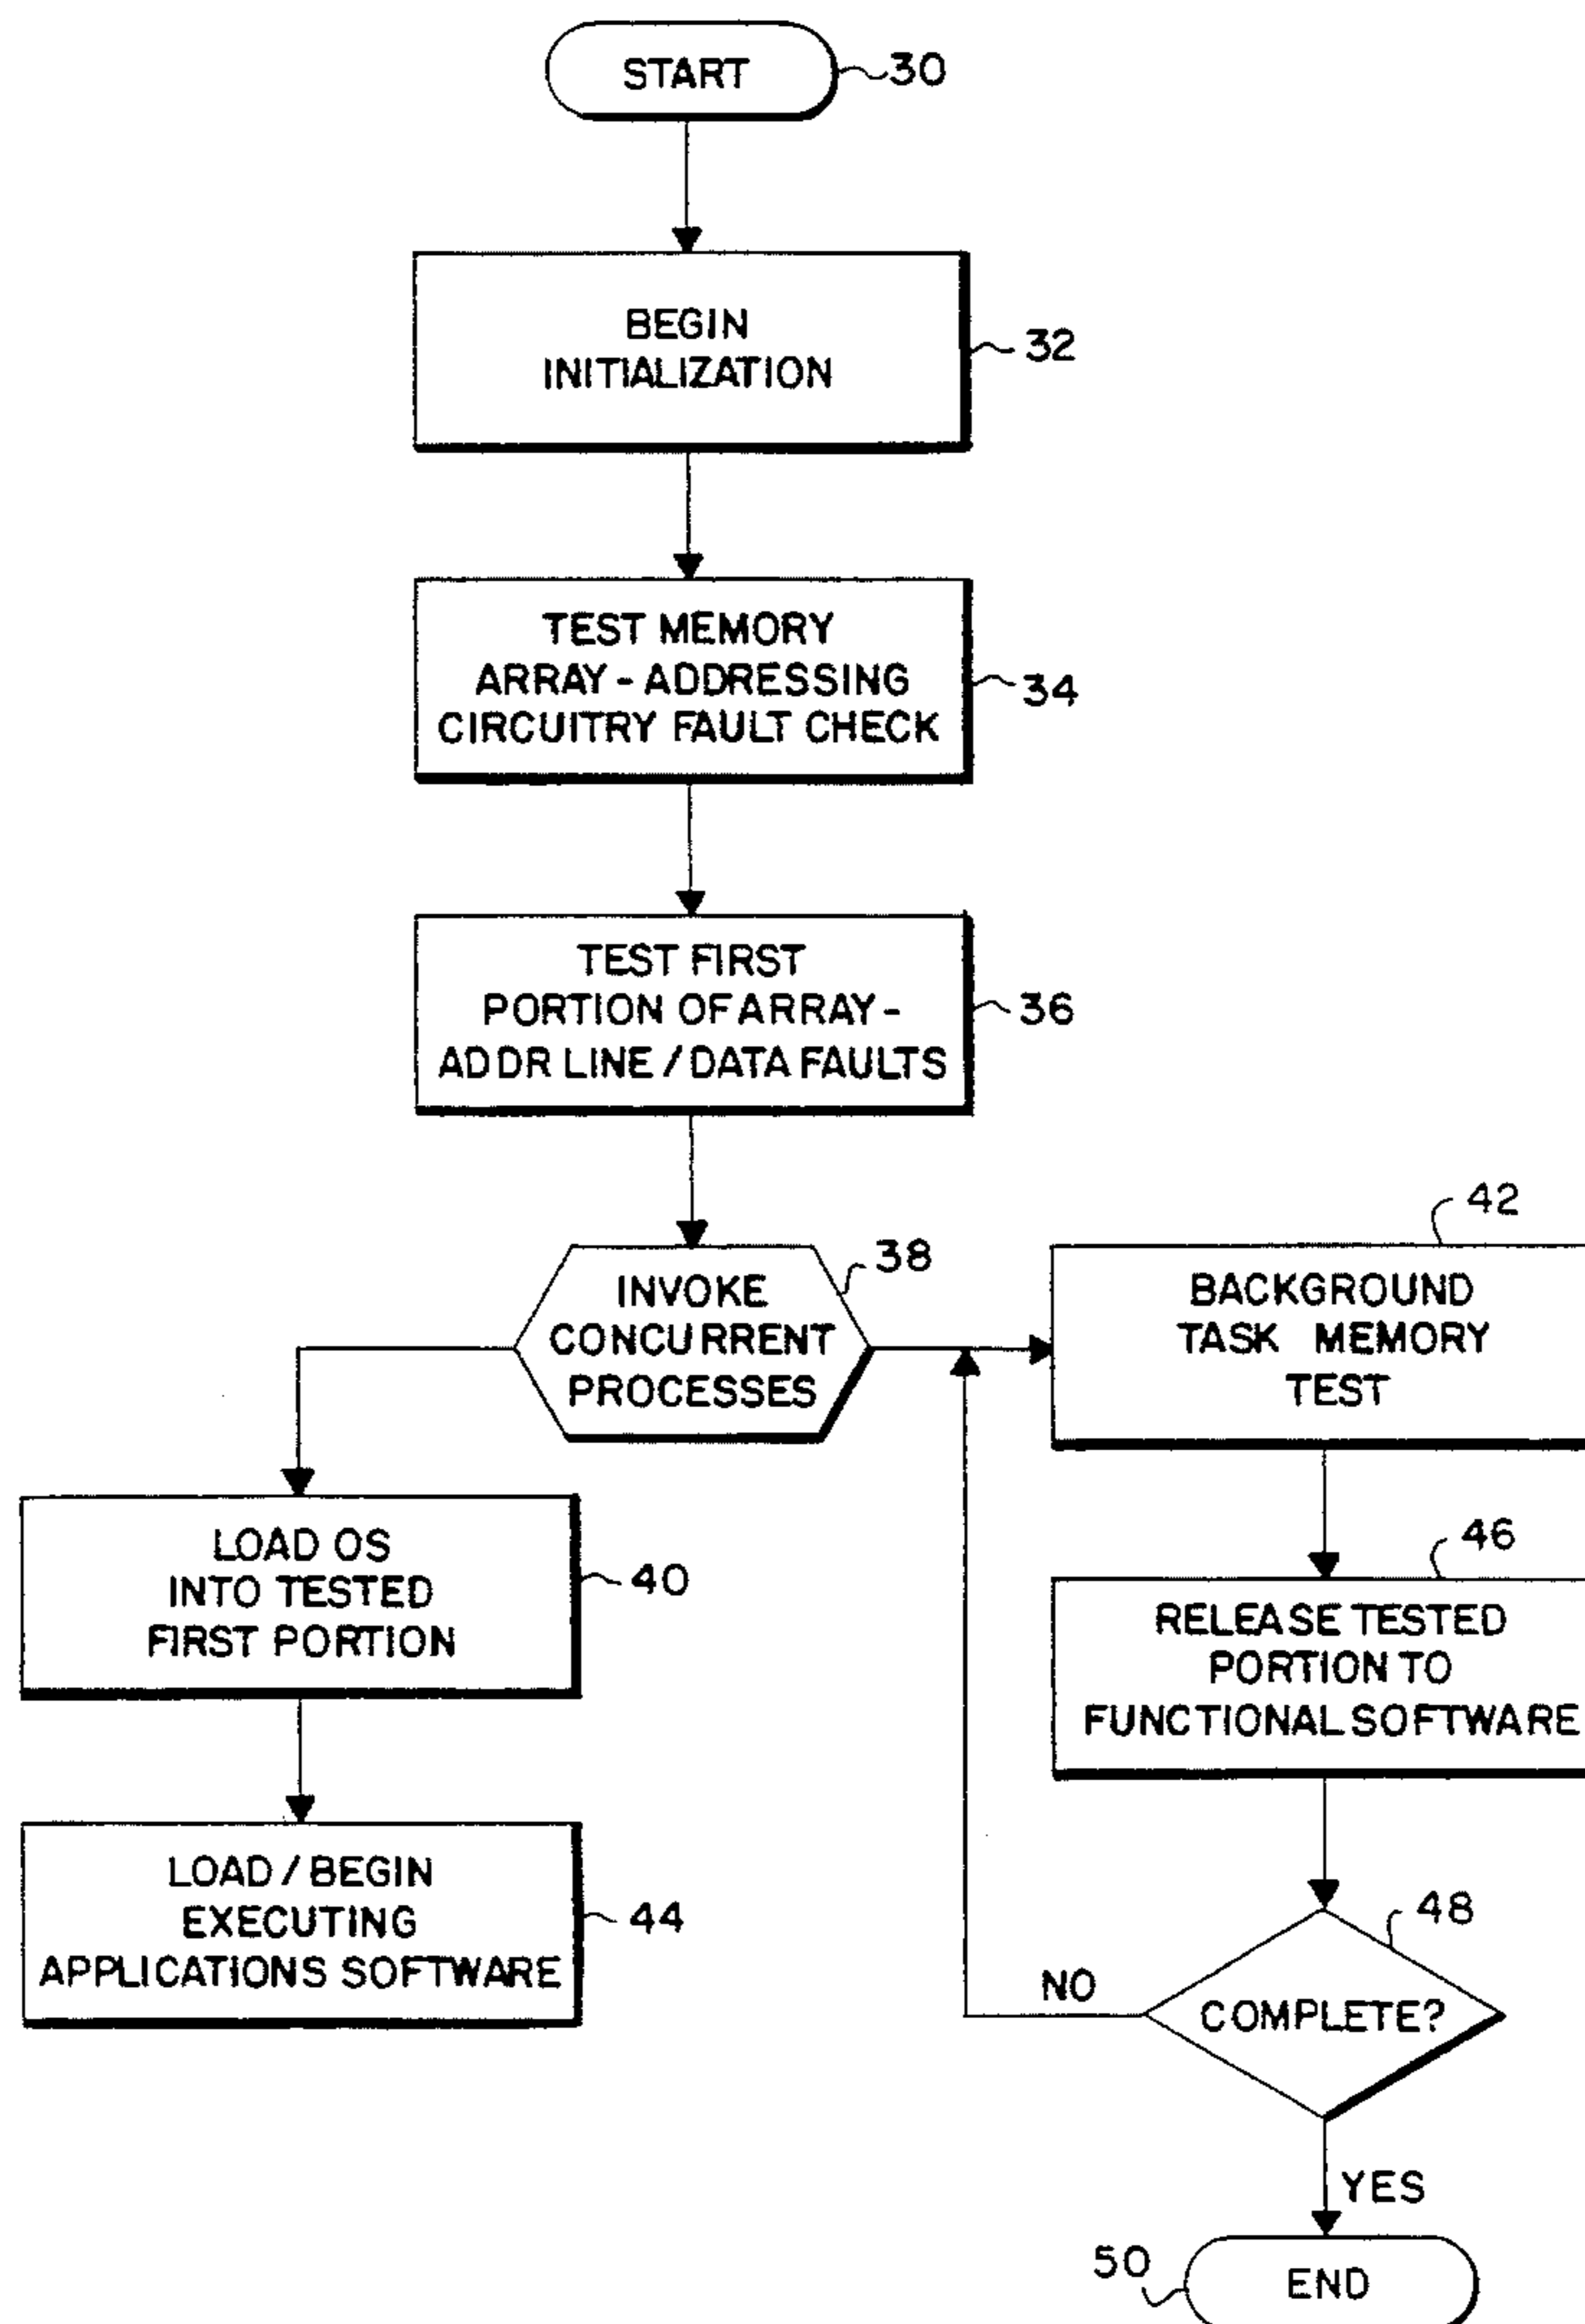 START
30
BEGIN
INITIALIZATION
32
TEST MEMORY
ARRAY - ADDRESSING
CIRCUITRY FAULT CHECK
34
TEST FIRST
PORTION OF ARRAY -
ADDR LINE / DATA FAULTS
36
INVOKE
CONCURRENT
PROCESSES
38
42
BACKGROUND
TASK MEMORY
TEST
LOAD OS
INTO TESTED
FIRST PORTION
40
46
RELEASE TESTED
PORTION TO
FUNCTIONAL SOFTWARE
LOAD / BEGIN
EXECUTING
APPLICATIONS SOFTWARE
44
48
COMPLETE?
NO
YES
50
END